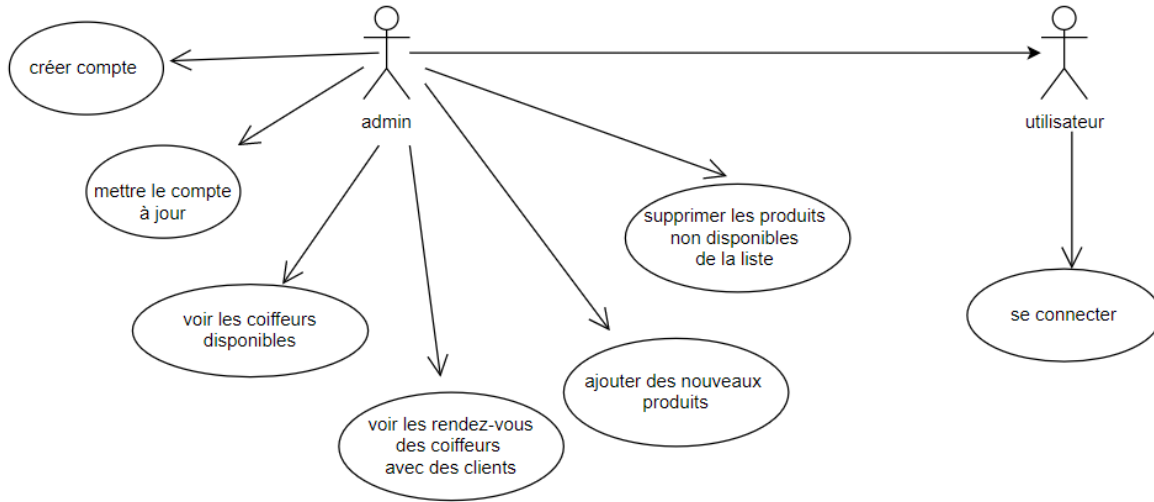 créer compte
admin
utilisateur
mettre le compte
à jour
supprimer les produits
non disponibles
de la liste
voir les coiffeurs
disponibles
se connecter
ajouter des nouveaux
produits
voir les rendez-vous
des coiffeurs
avec des clients